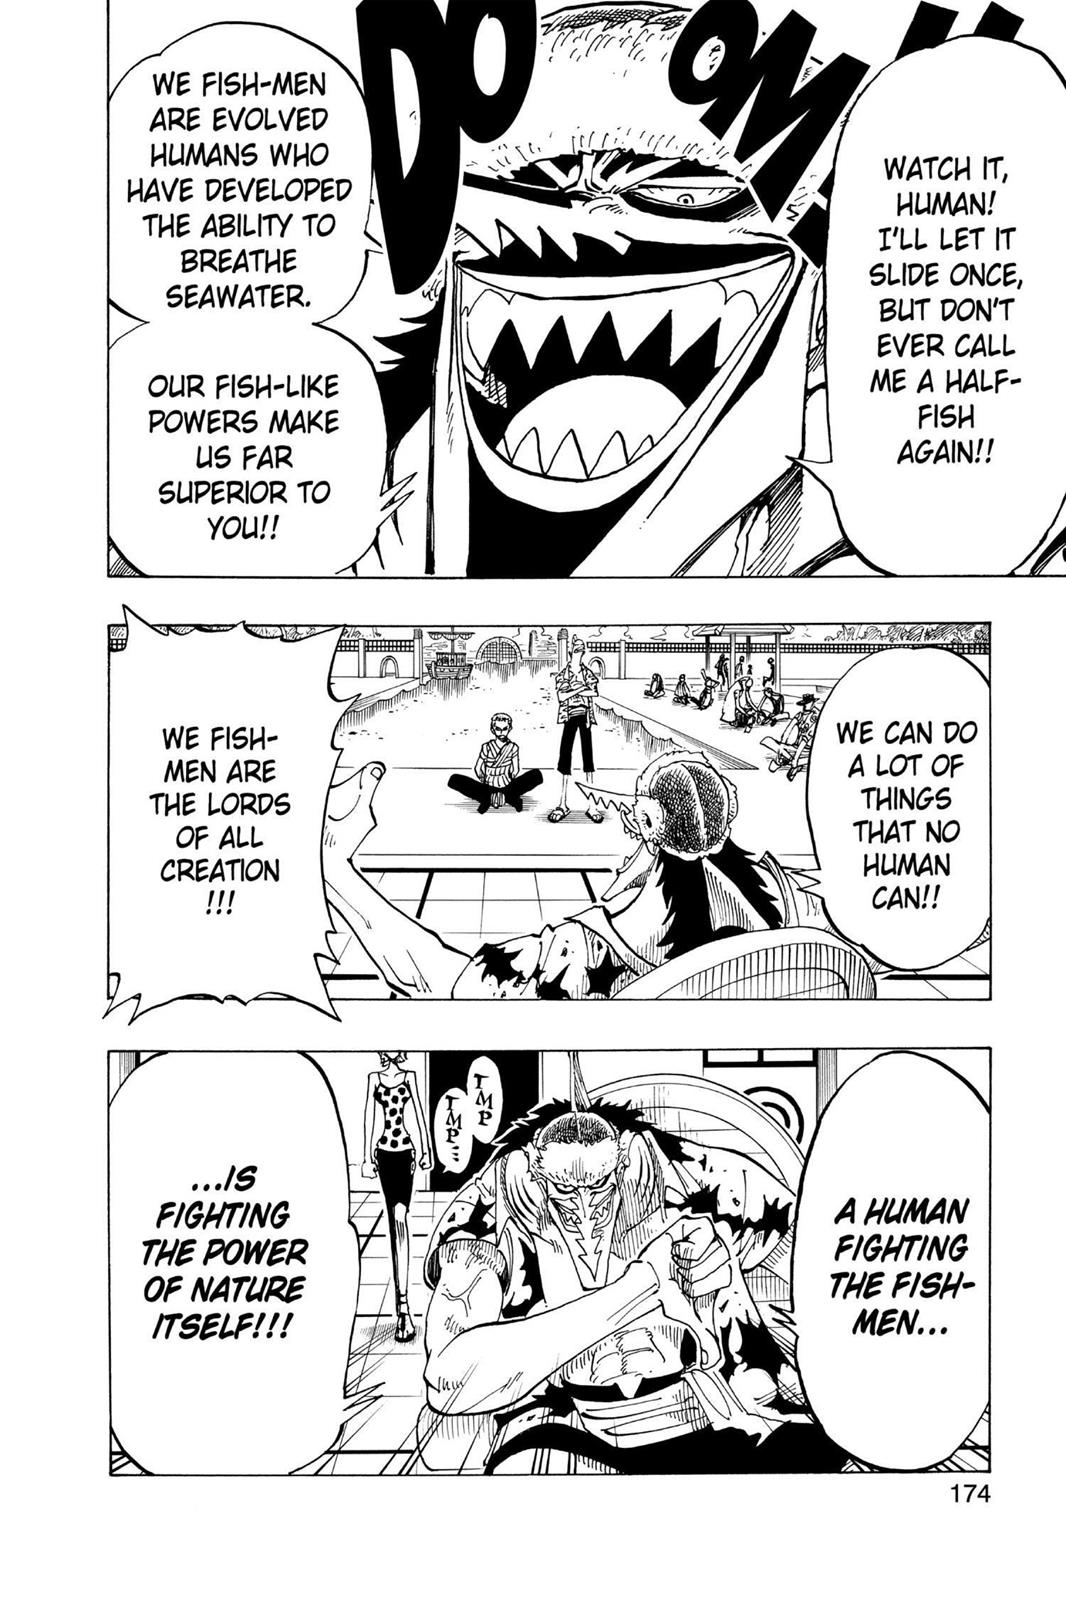 DOOM!!
WATCH IT,
HUMAN!
I'LL LET IT
SLIDE ONCE,
BUT DON'T
EVER CALL
ME A HALF-
FISH
AGAIN!!
WE FISH-MEN
ARE EVOLVED
HUMANS WHO
HAVE DEVELOPED
THE ABILITY TO
BREATHE
SEAWATER.
OUR FISH-LIKE
POWERS MAKE
US FAR
SUPERIOR TO
YOU!!
WE CAN DO
A LOT OF
THINGS
THAT NO
HUMAN
CAN!!
WE FISH-
MEN ARE
THE LORDS
OF ALL
CREATION
!!!
A HUMAN
FIGHTING
THE FISH-
MEN...
TMP
TMP...
...IS
FIGHTING
THE POWER
OF NATURE
ITSELF!!!
174